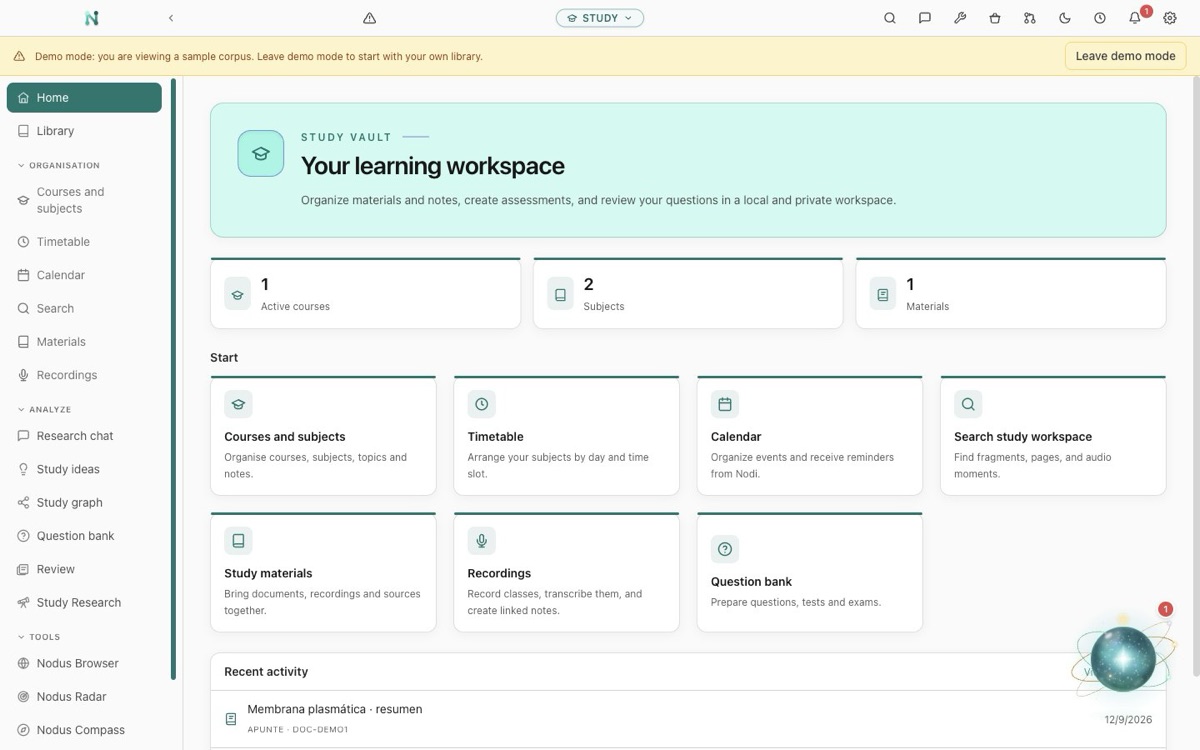 STUDY
1
Demo mode: you are viewing a sample corpus. Leave demo mode to start with your own library.
Leave demo mode
Home
Library
ORGANISATION
Courses and
subjects
Timetable
Calendar
Search
Materials
Recordings
ANALYZE
Research chat
Study ideas
Study graph
Question bank
Review
Study Research
TOOLS
Nodus Browser
Nodus Radar
Nodus Compass
STUDY VAULT
Your learning workspace
Organize materials and notes, create assessments, and review your questions in a local and private workspace.
1
Active courses
2
Subjects
1
Materials
Start
Courses and subjects
Organise courses, subjects, topics and
notes.
Timetable
Arrange your subjects by day and time
slot.
Calendar
Organize events and receive reminders
from Nodi.
Search study workspace
Find fragments, pages, and audio
moments.
Study materials
Bring documents, recordings and sources
together.
Recordings
Record classes, transcribe them, and
create linked notes.
Question bank
Prepare questions, tests and exams.
1
Recent activity
Membrana plasmática · resumen
APUNTE · DOC-DEMO1
12/9/2026